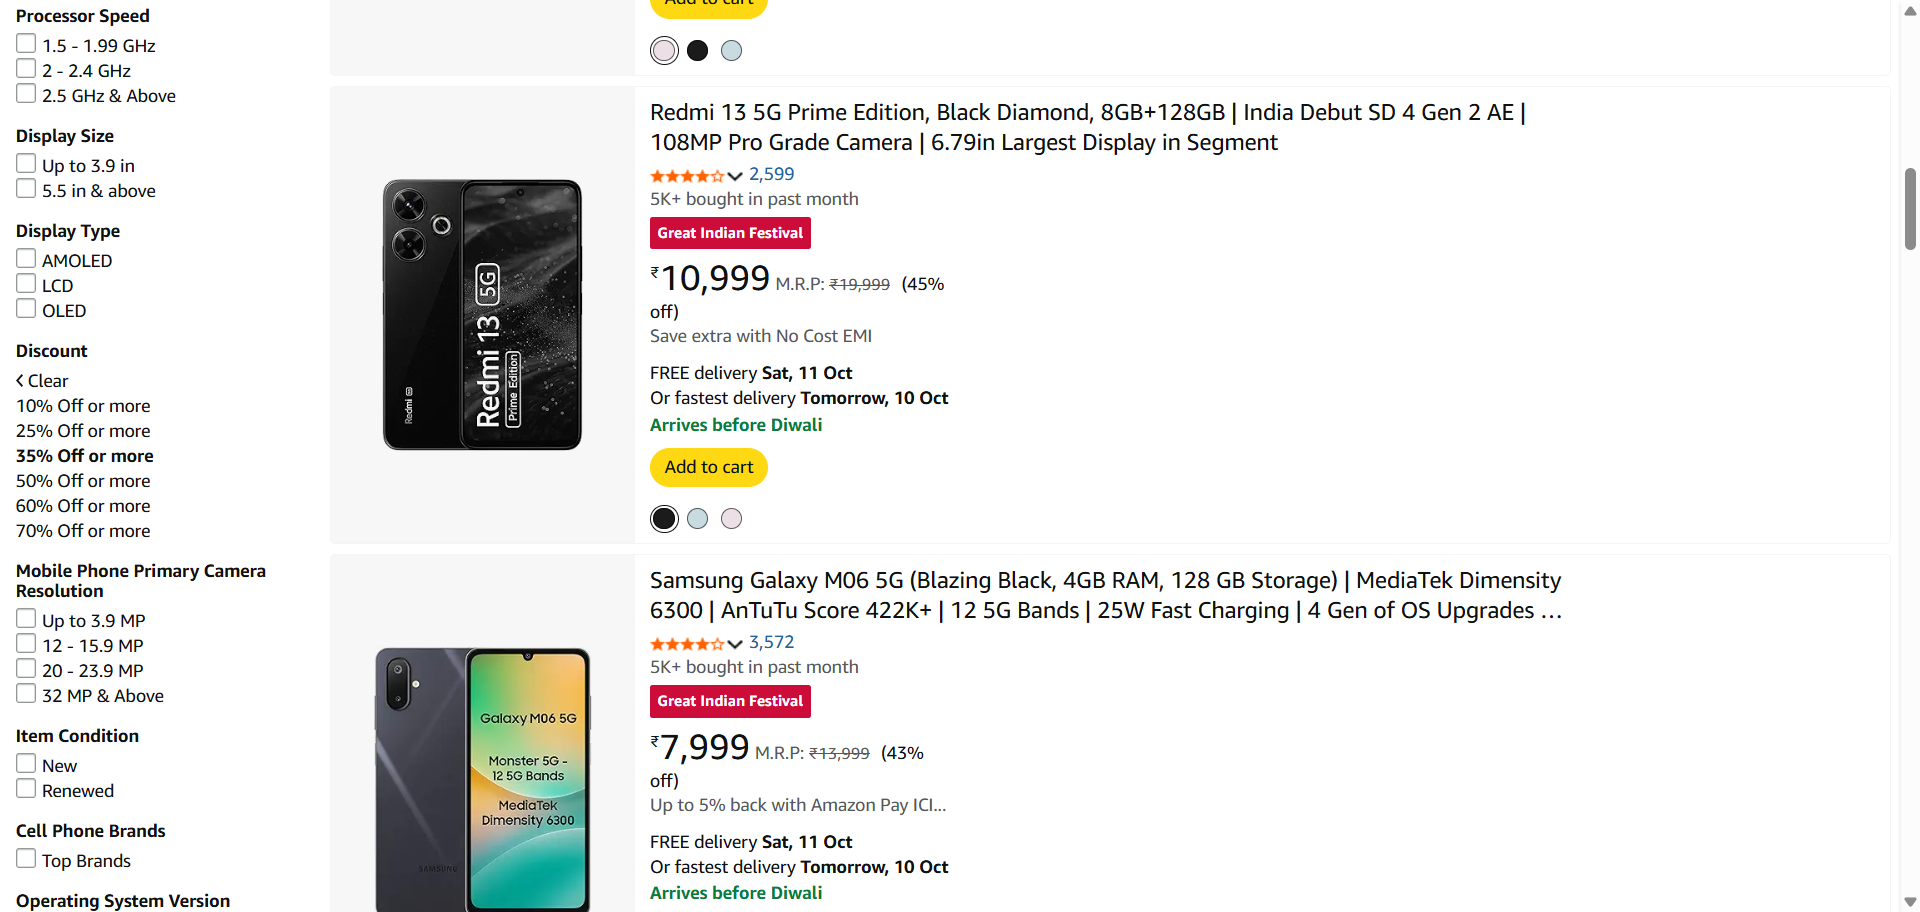 Processor Speed
1.5 - 1.99 GHz
2 - 2.4 GHz
2.5 GHz & Above
Display Size
Up to 3.9 in
5.5 in & above
Display Type
AMOLED
LCD
OLED
Discount
Clear
10% Off or more
25% Off or more
35% Off or more
50% Off or more
60% Off or more
70% Off or more
Mobile Phone Primary Camera
Resolution
Up to 3.9 MP
12 - 15.9 MP
20 - 23.9 MP
32 MP & Above
Item Condition
New
Renewed
Cell Phone Brands
Top Brands
Operating System Version
Add to cart
Redmi 13 5G
Prime Edition
Redmi 5G
Redmi 13 5G Prime Edition, Black Diamond, 8GB+128GB | India Debut SD 4 Gen 2 AE |
108MP Pro Grade Camera | 6.79in Largest Display in Segment
2,599
5K+ bought in past month
Great Indian Festival
₹10,999 M.R.P: ₹19,999 (45%
off)
Save extra with No Cost EMI
FREE delivery Sat, 11 Oct
Or fastest delivery Tomorrow, 10 Oct
Arrives before Diwali
Add to cart
Galaxy M06 5G
Monster 5G -
12 5G Bands
MediaTek
Dimensity 6300
SAMSUNG
Samsung Galaxy M06 5G (Blazing Black, 4GB RAM, 128 GB Storage) | MediaTek Dimensity
6300 | AnTuTu Score 422K+ | 12 5G Bands | 25W Fast Charging | 4 Gen of OS Upgrades …
3,572
5K+ bought in past month
Great Indian Festival
₹7,999 M.R.P: ₹13,999 (43%
off)
Up to 5% back with Amazon Pay ICI...
FREE delivery Sat, 11 Oct
Or fastest delivery Tomorrow, 10 Oct
Arrives before Diwali